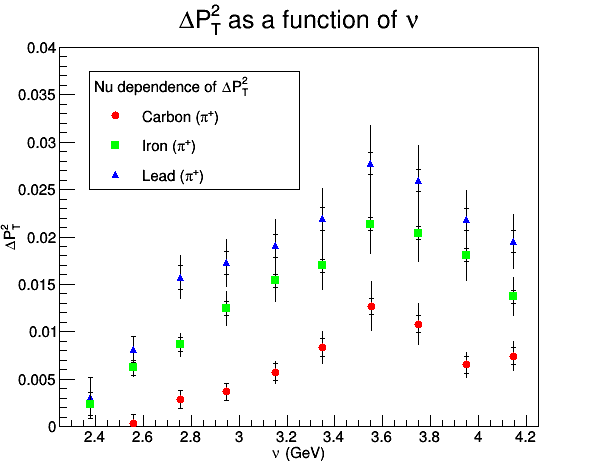 ΔP_T^2 as a function of ν
0.04
0.035
0.03
0.025
0.02
0.015
0.01
0.005
0
ΔP_T^2
Nu dependence of ΔP_T^2
Carbon (π⁺)
Iron (π⁺)
Lead (π⁺)
2.4 2.6 2.8 3 3.2 3.4 3.6 3.8 4 4.2
ν (GeV)